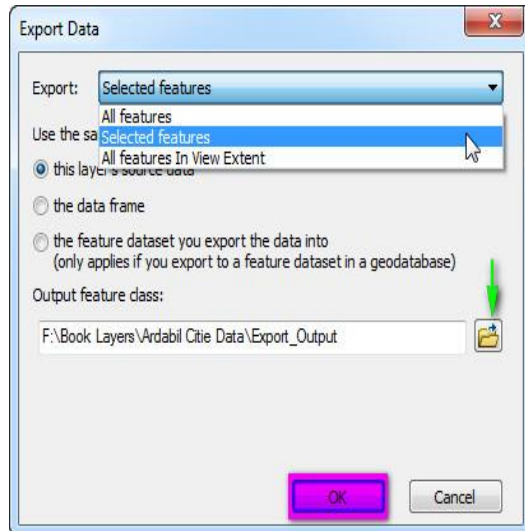 Export Data
Export: Selected features
All features
Use the sa Selected features
All features In View Extent
this layer's source data
the data frame
the feature dataset you export the data into
(only applies if you export to a feature dataset in a geodatabase)
Output feature class:
F:\Book Layers\Ardabil Citie Data\Export_Output
OK Cancel